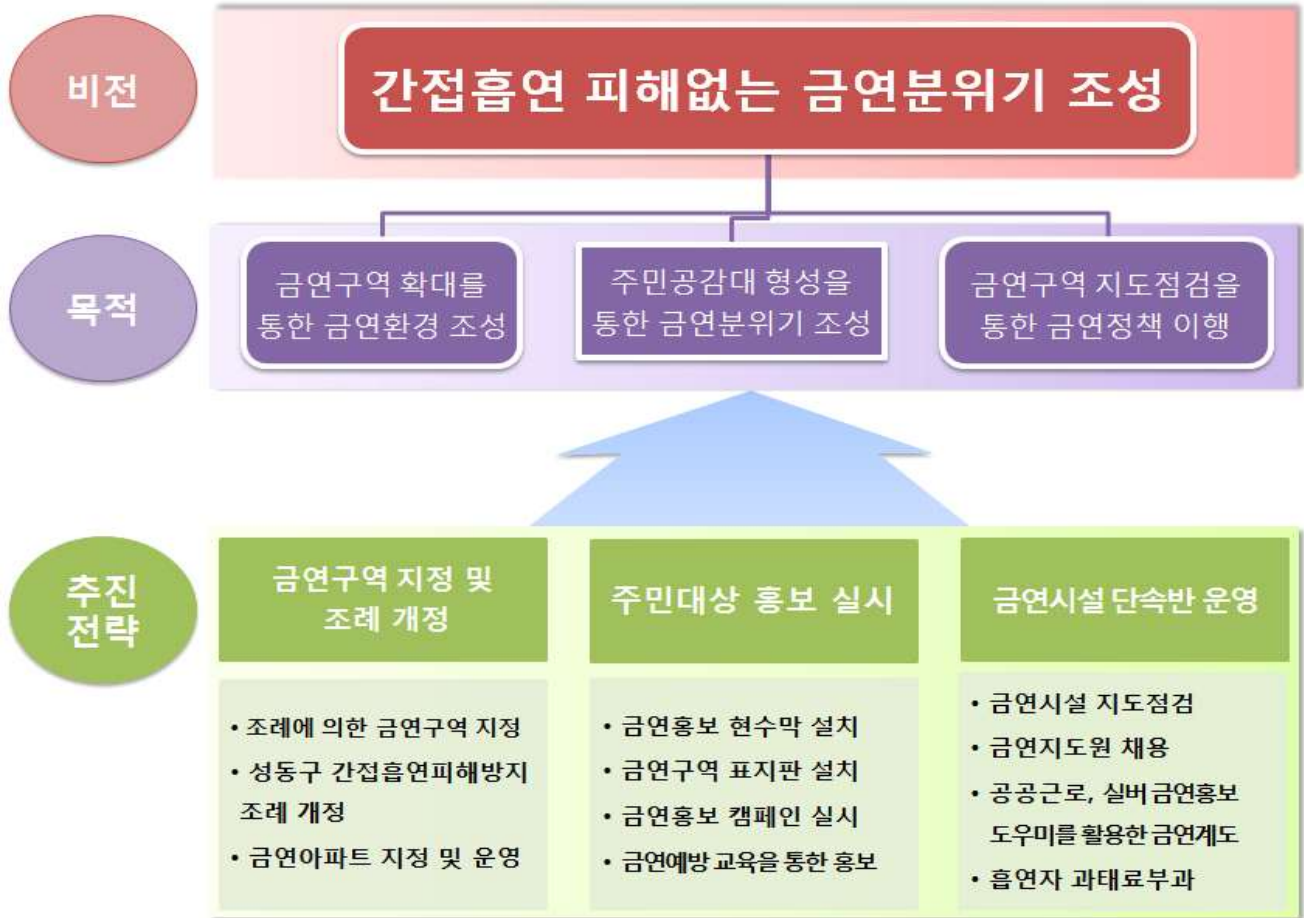 비전
간접흡연 피해없는 금연분위기 조성
목적
금연구역 확대를
통한 금연환경 조성
주민공감대 형성을
통한 금연분위기 조성
금연구역 지도점검을
통한 금연정책 이행
추진
전략
금연구역 지정 및
조례 개정
• 조례에 의한 금연구역 지정
• 성동구 간접흡연피해방지
조례 개정
• 금연아파트 지정 및 운영
주민대상 홍보 실시
• 금연홍보 현수막 설치
• 금연구역 표지판 설치
• 금연홍보 캠페인 실시
• 금연예방 교육을 통한 홍보
금연시설 단속반 운영
• 금연시설 지도점검
• 금연지도원 채용
• 공공근로, 실버 금연홍보
도우미를 활용한 금연계도
• 흡연자 과태료부과